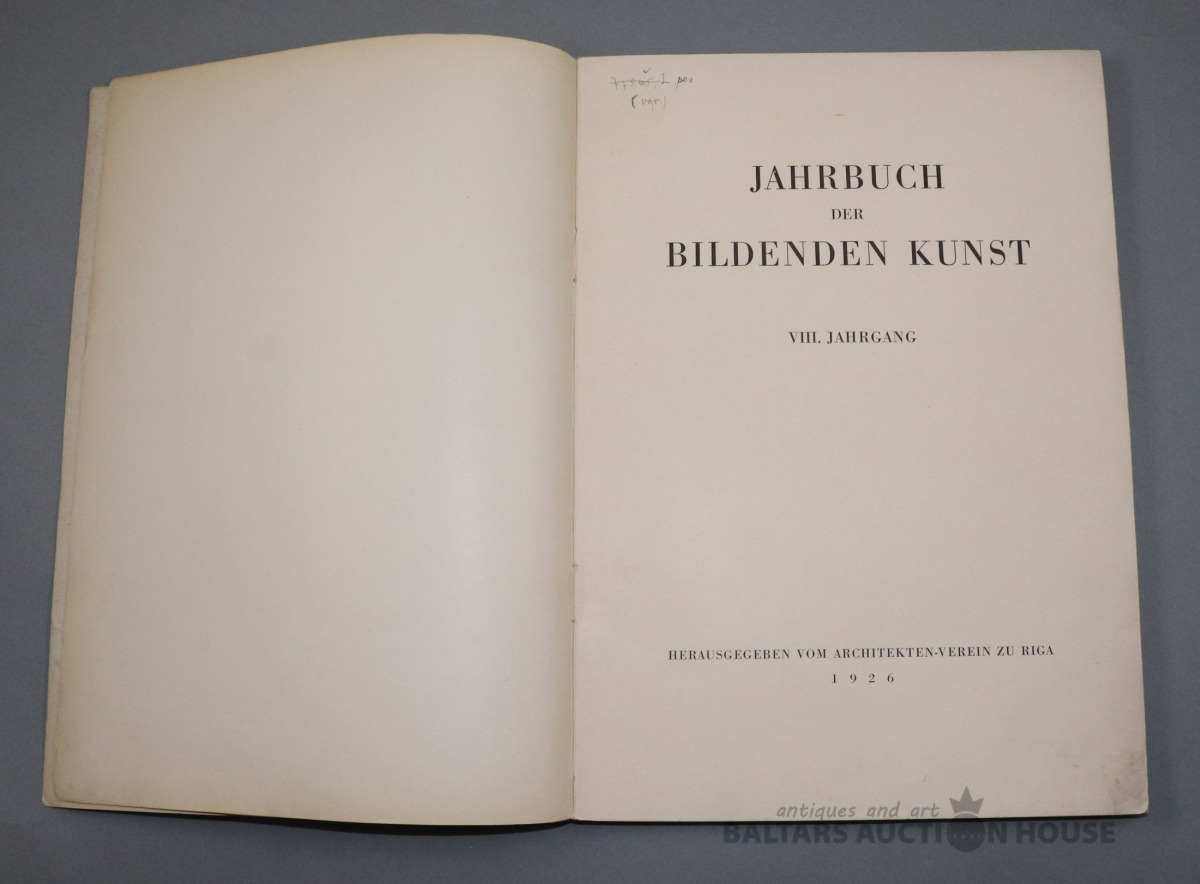 JAHRBUCH
DER
BILDENDEN KUNST
VIII. JAHRGANG
HERAUSGEGEBEN VOM ARCHITEKTEN-VEREIN ZU RIGA
1926
antiques and art
BALTARS AUCTION HOUSE